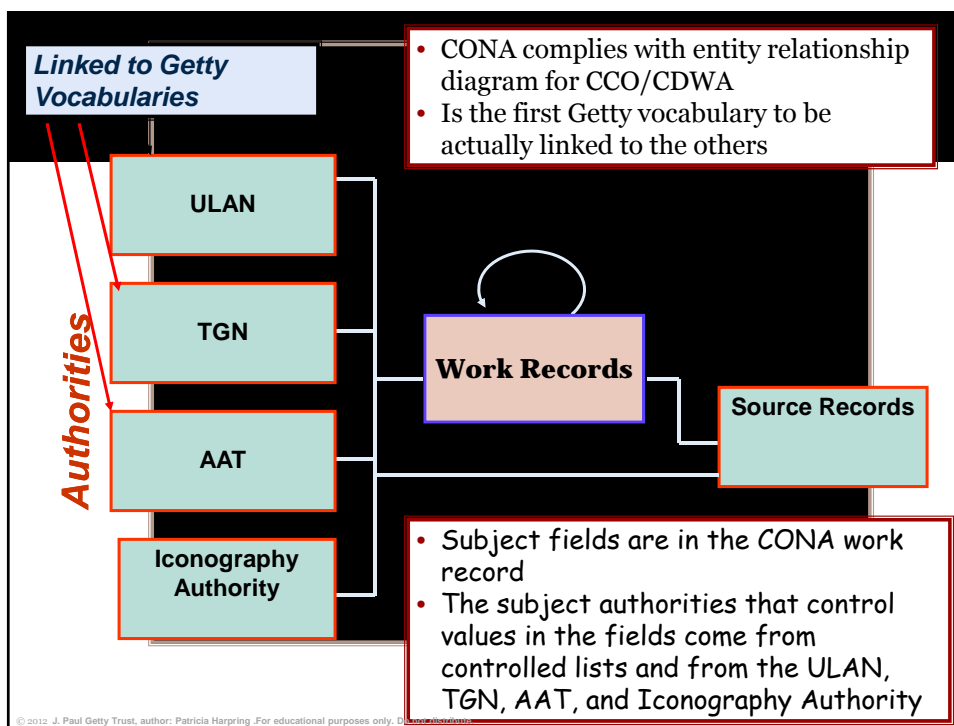 Linked to Getty
Vocabularies
• CONA complies with entity relationship
diagram for CCO/CDWA
• Is the first Getty vocabulary to be
actually linked to the others
Authorities
ULAN
TGN
AAT
Iconography
Authority
Work Records
Source Records
• Subject fields are in the CONA work
record
• The subject authorities that control
values in the fields come from
controlled lists and from the ULAN,
TGN, AAT, and Iconography Authority
© 2012 J. Paul Getty Trust, author: Patricia Harpring .For educational purposes only. Do not distribute.